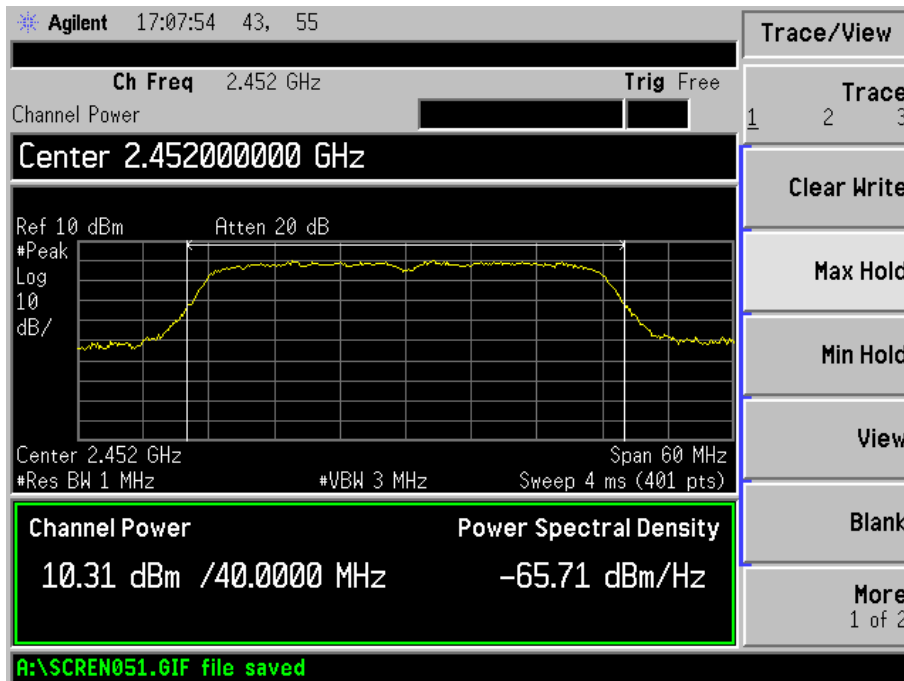 Agilent 17:07:54 43, 55
Trace/View
Ch Freq 2.452 GHz
Trig Free
Channel Power
Trace
1 2 3
Center 2.452000000 GHz
Clear Write
Ref 10 dBm
Atten 20 dB
#Peak
Log
10
dB/
Max Hold
Min Hold
Center 2.452 GHz
Span 60 MHz
#Res BW 1 MHz
#VBW 3 MHz
Sweep 4 ms (401 pts)
View
Channel Power
Power Spectral Density
10.31 dBm /40.0000 MHz
-65.71 dBm/Hz
Blank
More
1 of 2
A:\SCREN051.GIF file saved